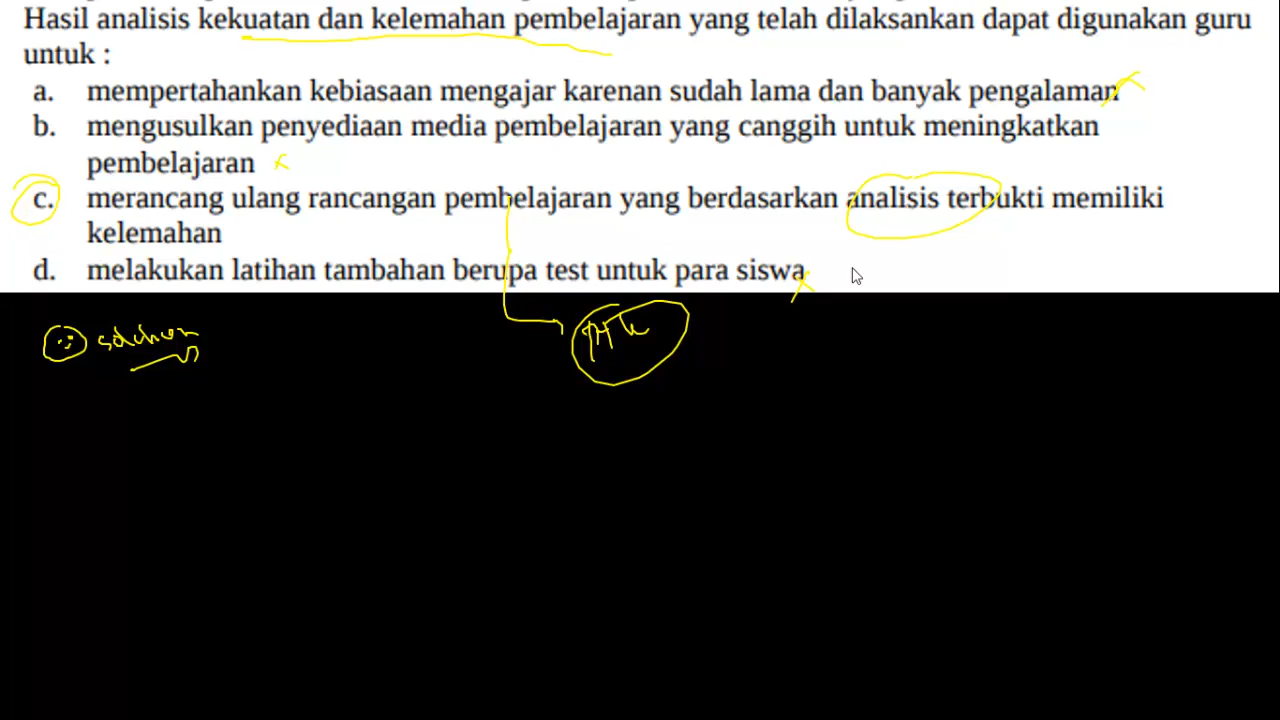 Hasil analisis kekuatan dan kelemahan pembelajaran yang telah dilaksankan dapat digunakan guru
untuk :
a. mempertahankan kebiasaan mengajar karenan sudah lama dan banyak pengalaman
b. mengusulkan penyediaan media pembelajaran yang canggih untuk meningkatkan
pembelajaran
c. merancang ulang rancangan pembelajaran yang berdasarkan analisis terbukti memiliki
kelemahan
d. melakukan latihan tambahan berupa test untuk para siswa